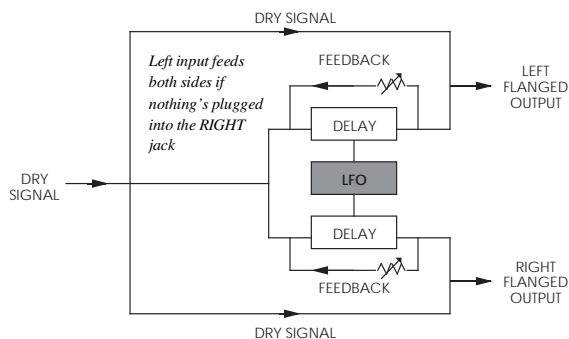 DRY SIGNAL
Left input feeds
both sides if
nothing's plugged
into the RIGHT
jack
FEEDBACK
LEFT
FLANGED
OUTPUT
DELAY
DRY
SIGNAL
LFO
DELAY
FEEDBACK
RIGHT
FLANGED
OUTPUT
DRY SIGNAL